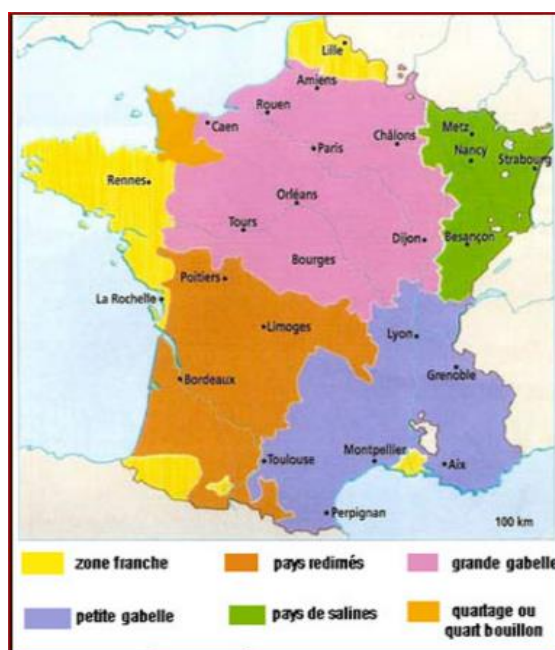 Lille
Amiens
Rouen
Caen
Châlons
Metz
Paris
Nancy
Strabourg
Rennes
Orléans
Tours
Dijon
Besançon
Bourges
Poitiers
La Rochelle
Limoges
Lyon
Grenoble
Bordeaux
Toulouse
Montpellier
Aix
Perpignan
100 km
zone franche
pays redimés
grande gabelle
petite gabelle
pays de salines
quartage ou
quart bouillon